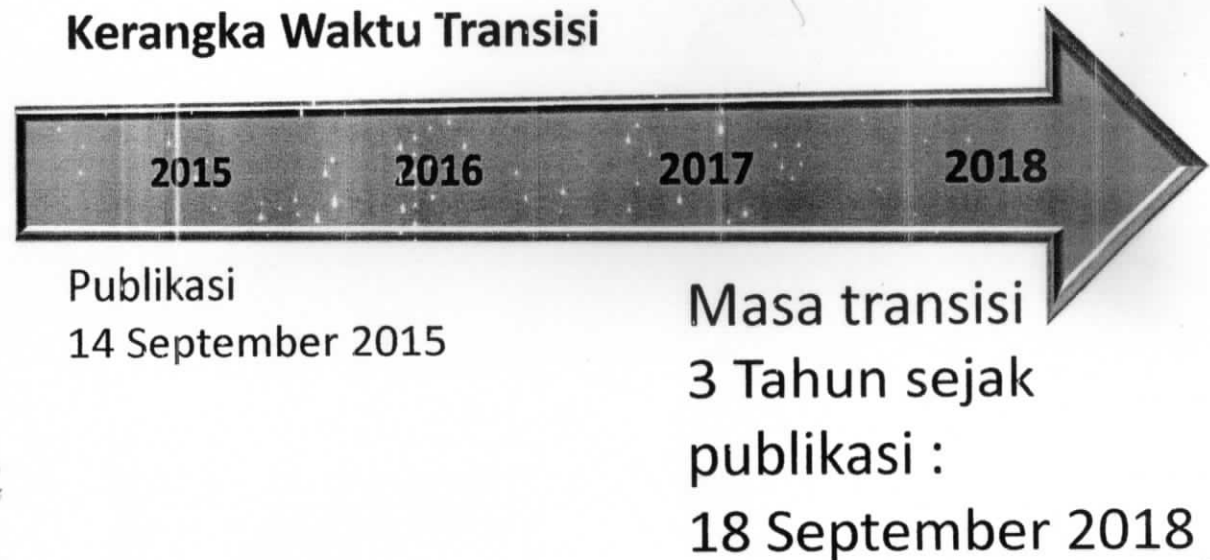 Kerangka Waktu Transisi
2015 2016 2017 2018
Publikasi
14 September 2015
Masa transisi
3 Tahun sejak
publikasi :
18 September 2018